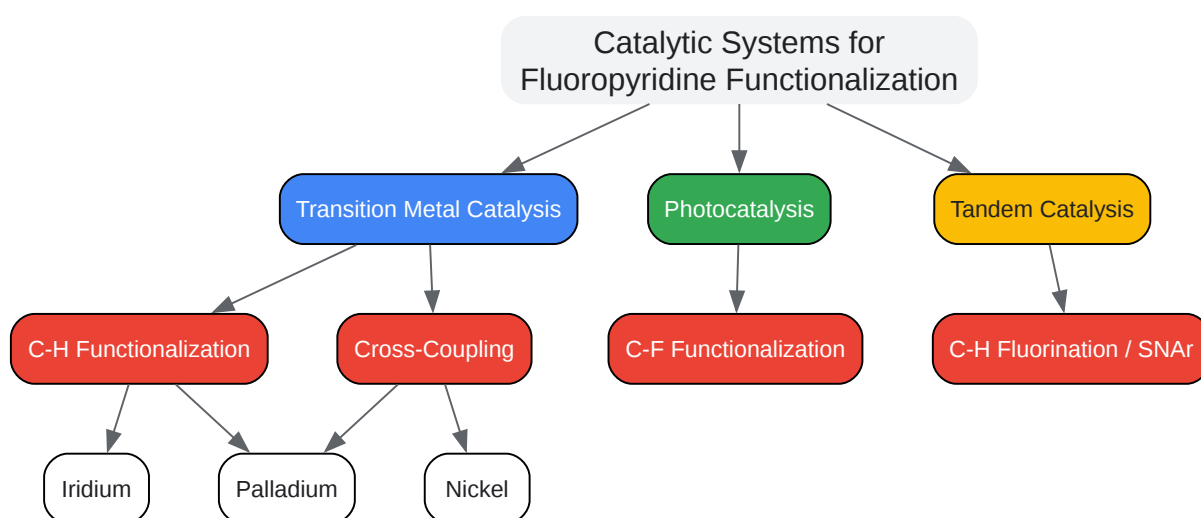 Catalytic Systems for
Fluoropyridine Functionalization
Transition Metal Catalysis
Photocatalysis
Tandem Catalysis
C-H Functionalization
Cross-Coupling
C-F Functionalization
C-H Fluorination / SNAr
Iridium
Palladium
Nickel